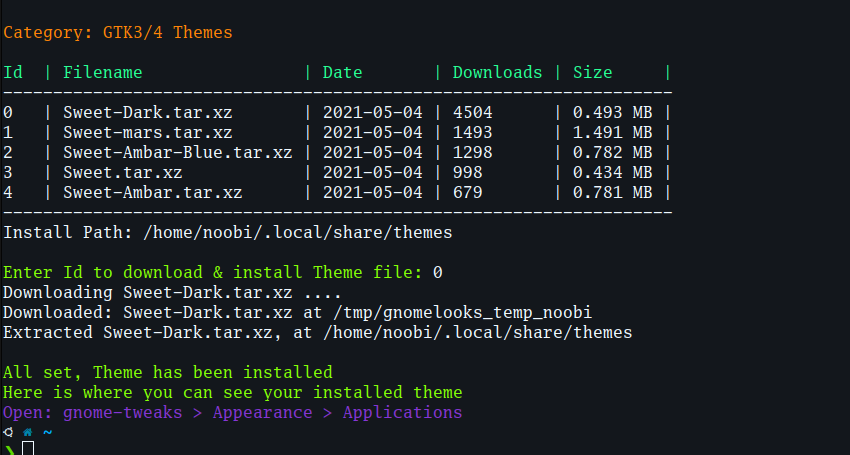 Category: GTK3/4 Themes
Id | Filename | Date | Downloads | Size |
-------------------------------------------------------------------
0 | Sweet-Dark.tar.xz | 2021-05-04 | 4504 | 0.493 MB |
1 | Sweet-mars.tar.xz | 2021-05-04 | 1493 | 1.491 MB |
2 | Sweet-Ambar-Blue.tar.xz | 2021-05-04 | 1298 | 0.782 MB |
3 | Sweet.tar.xz | 2021-05-04 | 998 | 0.434 MB |
4 | Sweet-Ambar.tar.xz | 2021-05-04 | 679 | 0.781 MB |
-------------------------------------------------------------------
Install Path: /home/noobi/.local/share/themes
Enter Id to download & install Theme file: 0
Downloading Sweet-Dark.tar.xz ....
Downloaded: Sweet-Dark.tar.xz at /tmp/gnomelooks_temp_noobi
Extracted Sweet-Dark.tar.xz, at /home/noobi/.local/share/themes
All set, Theme has been installed
Here is where you can see your installed theme
Open: gnome-tweaks > Appearance > Applications
~
❯